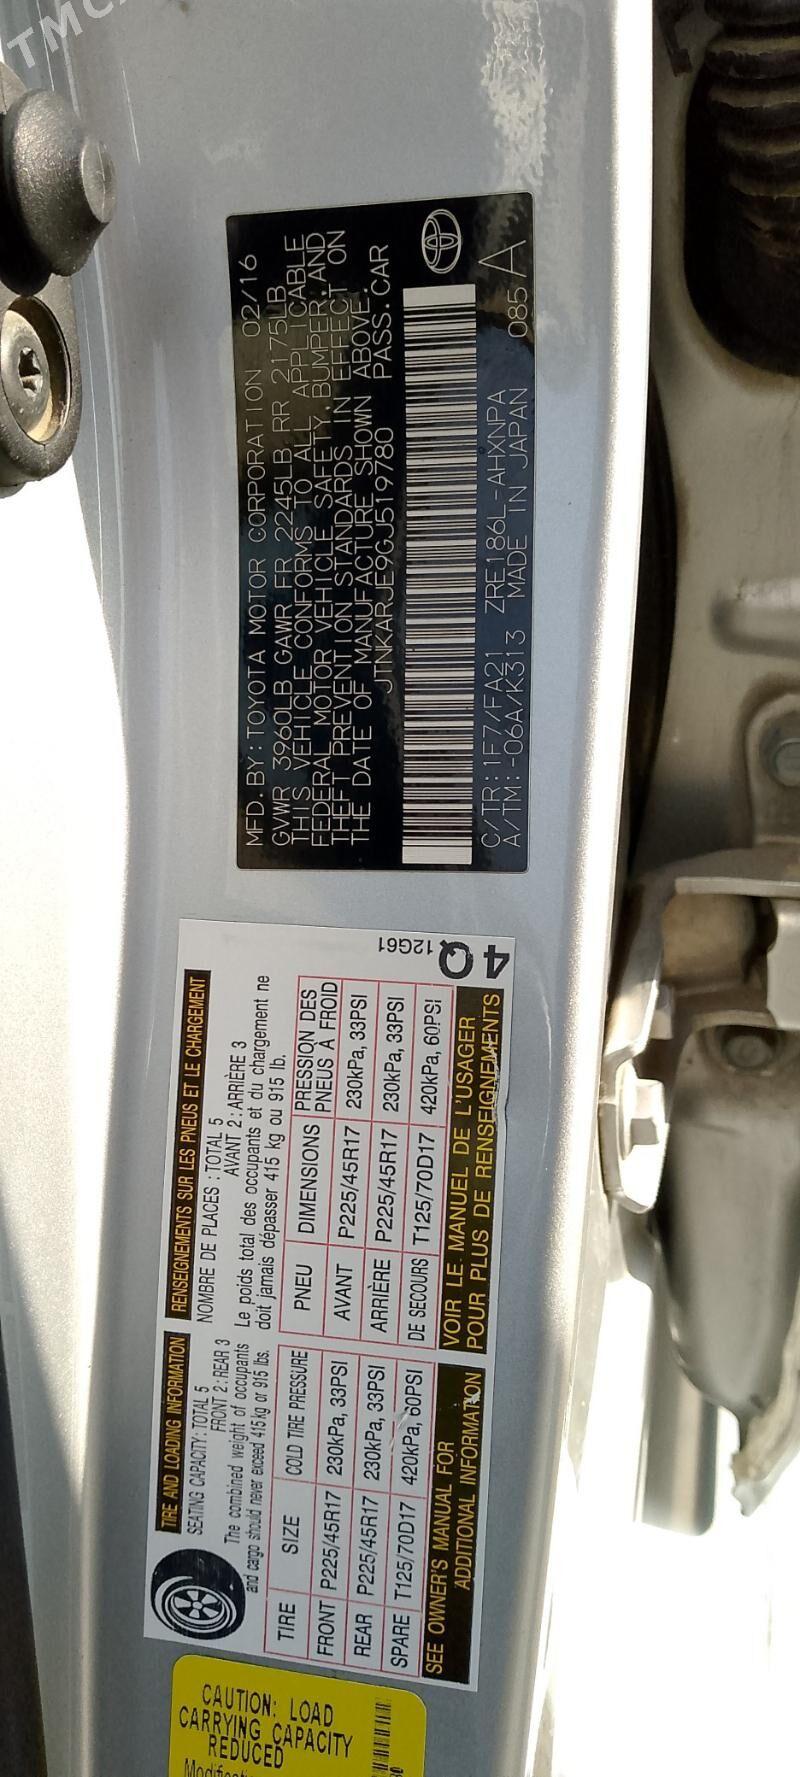 TMC
MFD. BY: TOYOTA MOTOR CORPORATION 02/16
GVWR 3960LB GAWR FR 2245LB RR 2175LB
THIS VEHICLE CONFORMS TO ALL APPLICABLE
FEDERAL MOTOR VEHICLE SAFETY, BUMPER, AND
THEFT PREVENTION STANDARDS IN EFFECT ON
THE DATE OF MANUFACTURE SHOWN ABOVE.
JTNKARJE9GJ519780 PASS. CAR
C/TR: 1F7/FA21 ZRE186L-AHXNPA
A/TM: -06A/K313 MADE IN JAPAN 085 A
TIRE AND LOADING INFORMATION
SEATING CAPACITY: TOTAL 5
FRONT 2: REAR 3
The combined weight of occupants
and cargo should never exceed 415 kg or 915 lbs.
TIRE SIZE COLD TIRE PRESSURE
FRONT P225/45R17 230kPa, 33PSI
REAR P225/45R17 230kPa, 33PSI
SPARE T125/70D17 420kPa, 60PSI
SEE OWNER'S MANUAL FOR
ADDITIONAL INFORMATION
RENSEIGNEMENTS SUR LES PNEUS ET LE CHARGEMENT
NOMBRE DE PLACES : TOTAL 5
AVANT 2 : ARRIÈRE 3
Le poids total des occupants et du chargement ne
doit jamais dépasser 415 kg ou 915 lb.
PNEU DIMENSIONS PRESSION DES
PNEUS À FROID
AVANT P225/45R17 230kPa, 33PSI
ARRIÈRE P225/45R17 230kPa, 33PSI
DE SECOURS T125/70D17 420kPa, 60PSI
VOIR LE MANUEL DE L'USAGER
POUR PLUS DE RENSEIGNEMENTS
12G61
4Q
CAUTION: LOAD
CARRYING CAPACITY
REDUCED